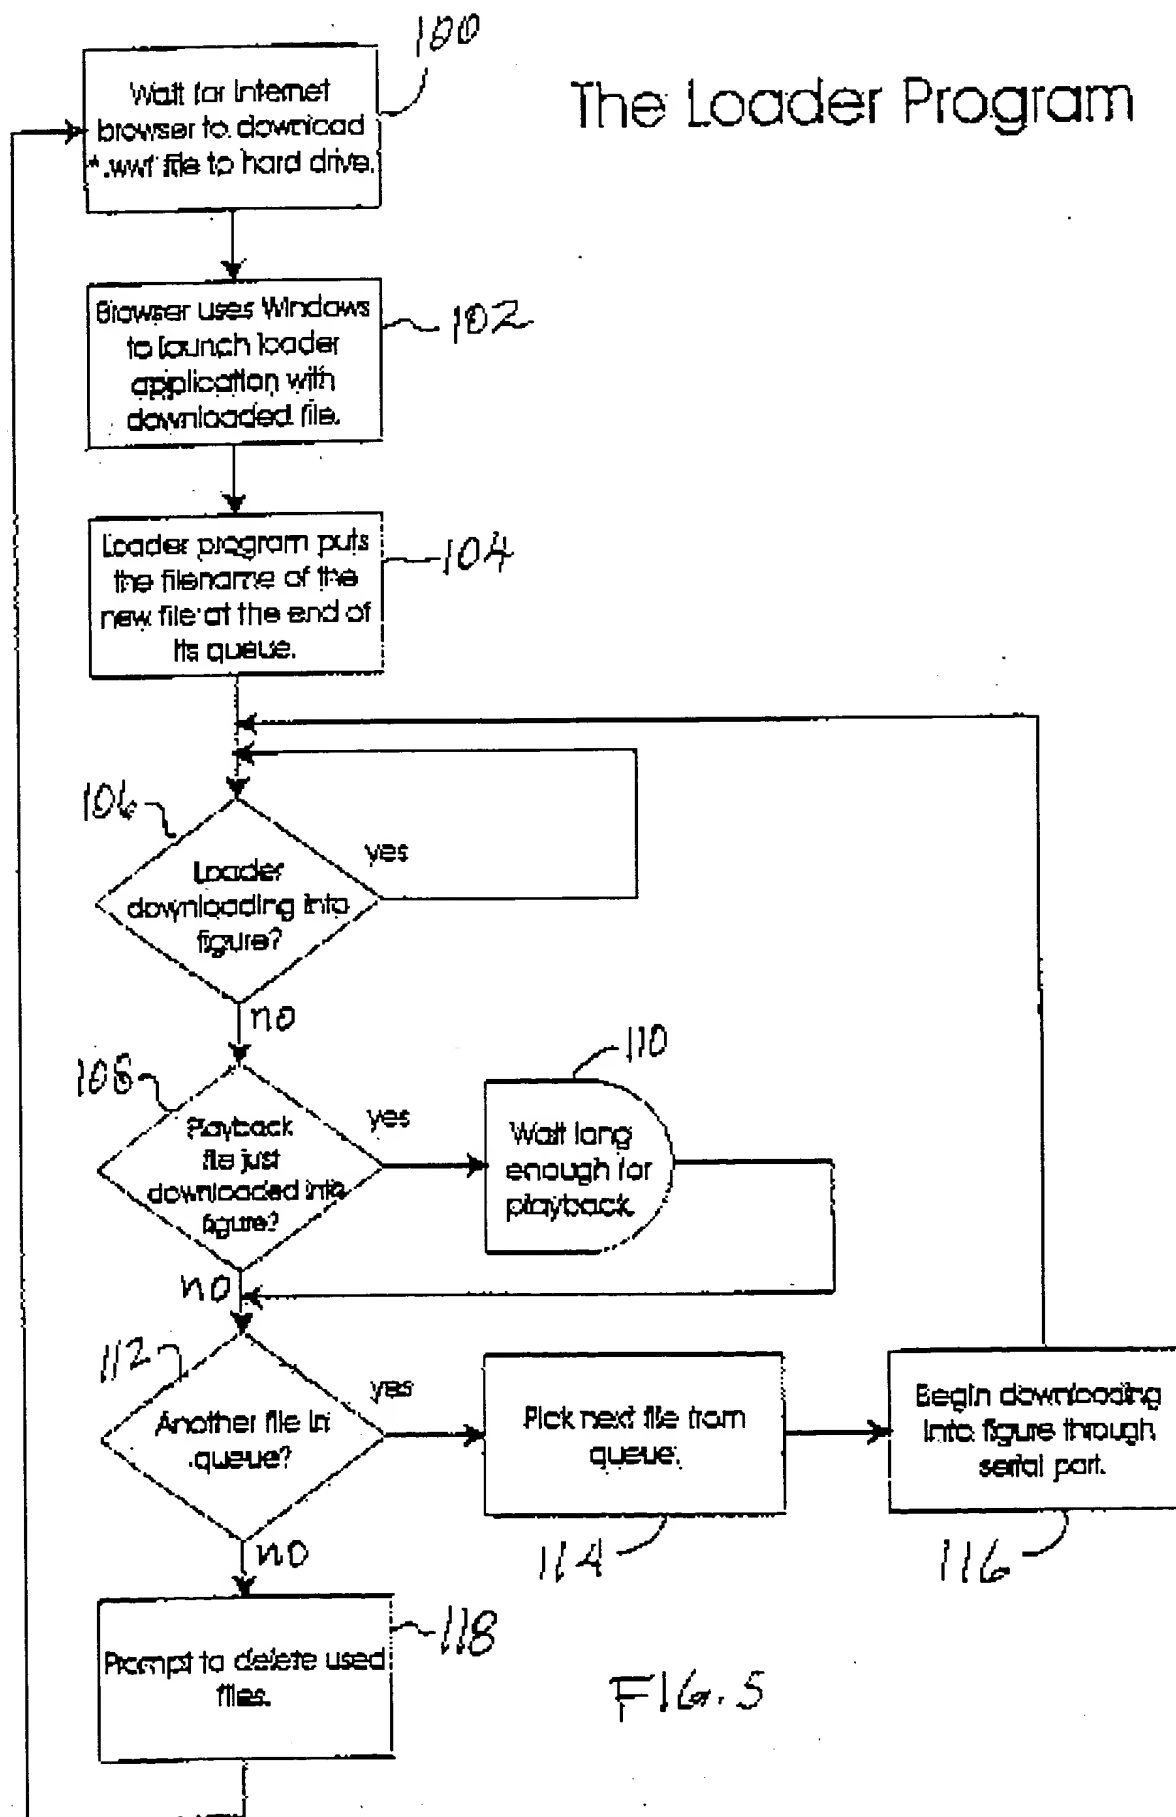 100
The Loader Program
Wait for Internet
browser to download
*.wwf file to hard drive.
Browser uses Windows
to launch loader
application with
downloaded file.
102
Loader program puts
the filename of the
new file at the end of
its queue.
104
106
yes
Loader
downloading into
figure?
no
108
Playback
file just
downloaded into
figure?
yes
110
Wait long
enough for
playback
no
112
Another file in
queue?
yes
Pick next file from
queue.
114
Begin downloading
into figure through
serial port.
116
no
Prompt to delete used
files.
118
FIG. 5